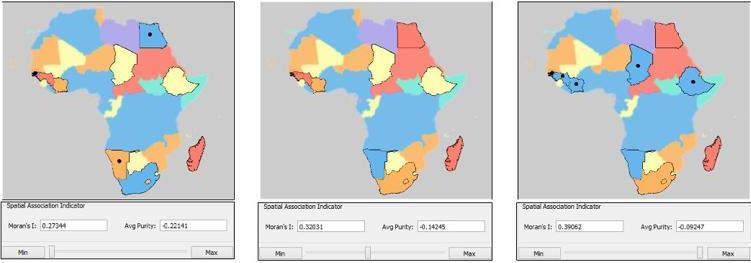 Spatial Association Indicator
Moran's I: 0.27344 Avg Purity: -0.22141
Min Max
Spatial Association Indicator
Moran's I: 0.32031 Avg Purity: -0.14245
Min Max
Spatial Association Indicator
Moran's I: 0.39062 Avg Purity: -0.09247
Min Max